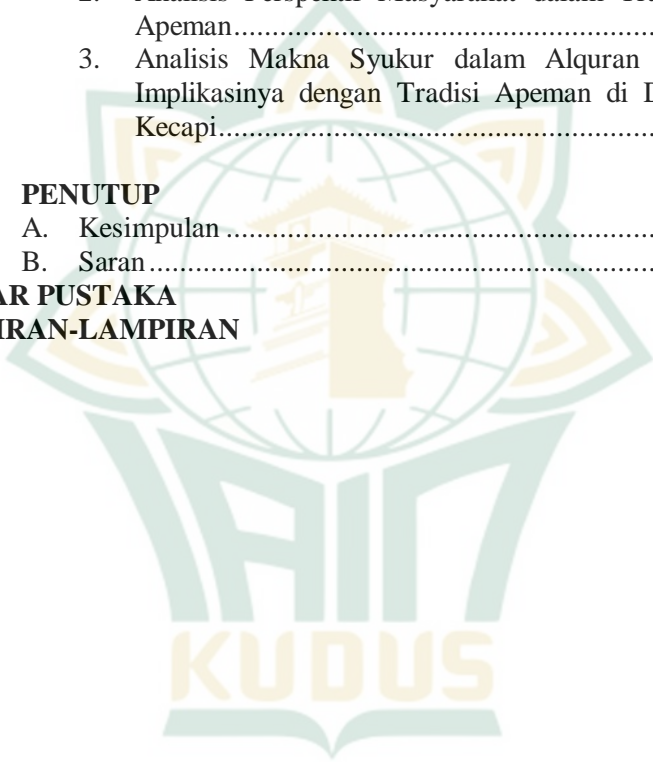 Apeman.......................................................
3. Analisis Makna Syukur dalam Alquran
Implikasinya dengan Tradisi Apeman di
Kecapi.........................................................
PENUTUP
A. Kesimpulan........................................................
B. Saran...................................................................
AR PUSTAKA
IRAN-LAMPIRAN
IAIN
KUDUS